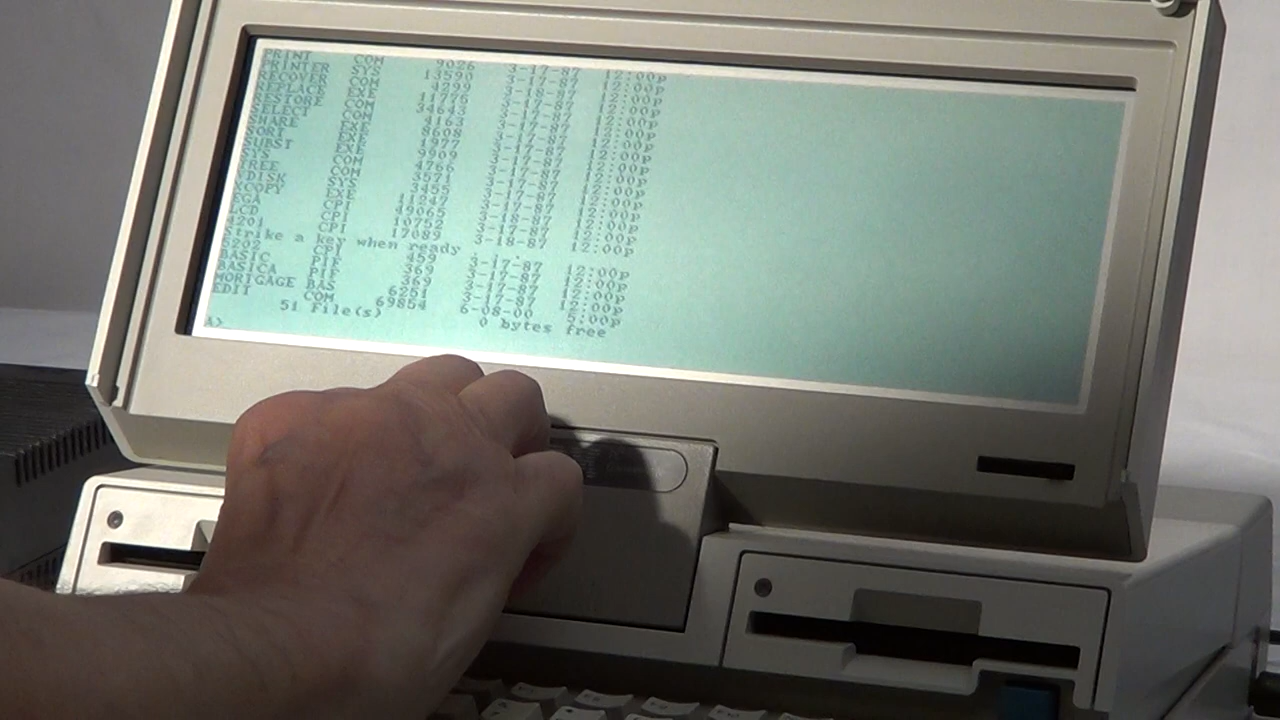 PRINT COM 9026 3-17-87 12:00p
PRINTER SYS 13590 3-17-87 12:00p
RECOVER COM 4299 3-18-87 12:00p
REPLACE EXE 11775 3-17-87 12:00p
RESTORE COM 34643 3-17-87 12:00p
SELECT COM 4163 3-17-87 12:00p
SHARE EXE 8608 3-17-87 12:00p
SORT EXE 1977 3-17-87 12:00p
SUBST EXE 9909 3-17-87 12:00p
SYS COM 4766 3-17-87 12:00p
TREE COM 3571 3-17-87 12:00p
VDISK SYS 3455 3-17-87 12:00p
XCOPY EXE 11247 3-17-87 12:00p
EGA CPI 49065 3-18-87 12:00p
LCD CPI 10752 3-17-87 12:00p
4201 CPI 17089 3-18-87 12:00p
Strike a key when ready .
5202 CPI 459 3-17-87 12:00p
BASIC PIF 369 3-17-87 12:00p
BASICA PIF 369 3-17-87 12:00p
MORTGAGE BAS 6251 3-17-87 12:00p
EDIT COM 69854 6-08-00 5:00p
51 File(s) 0 bytes free
A>